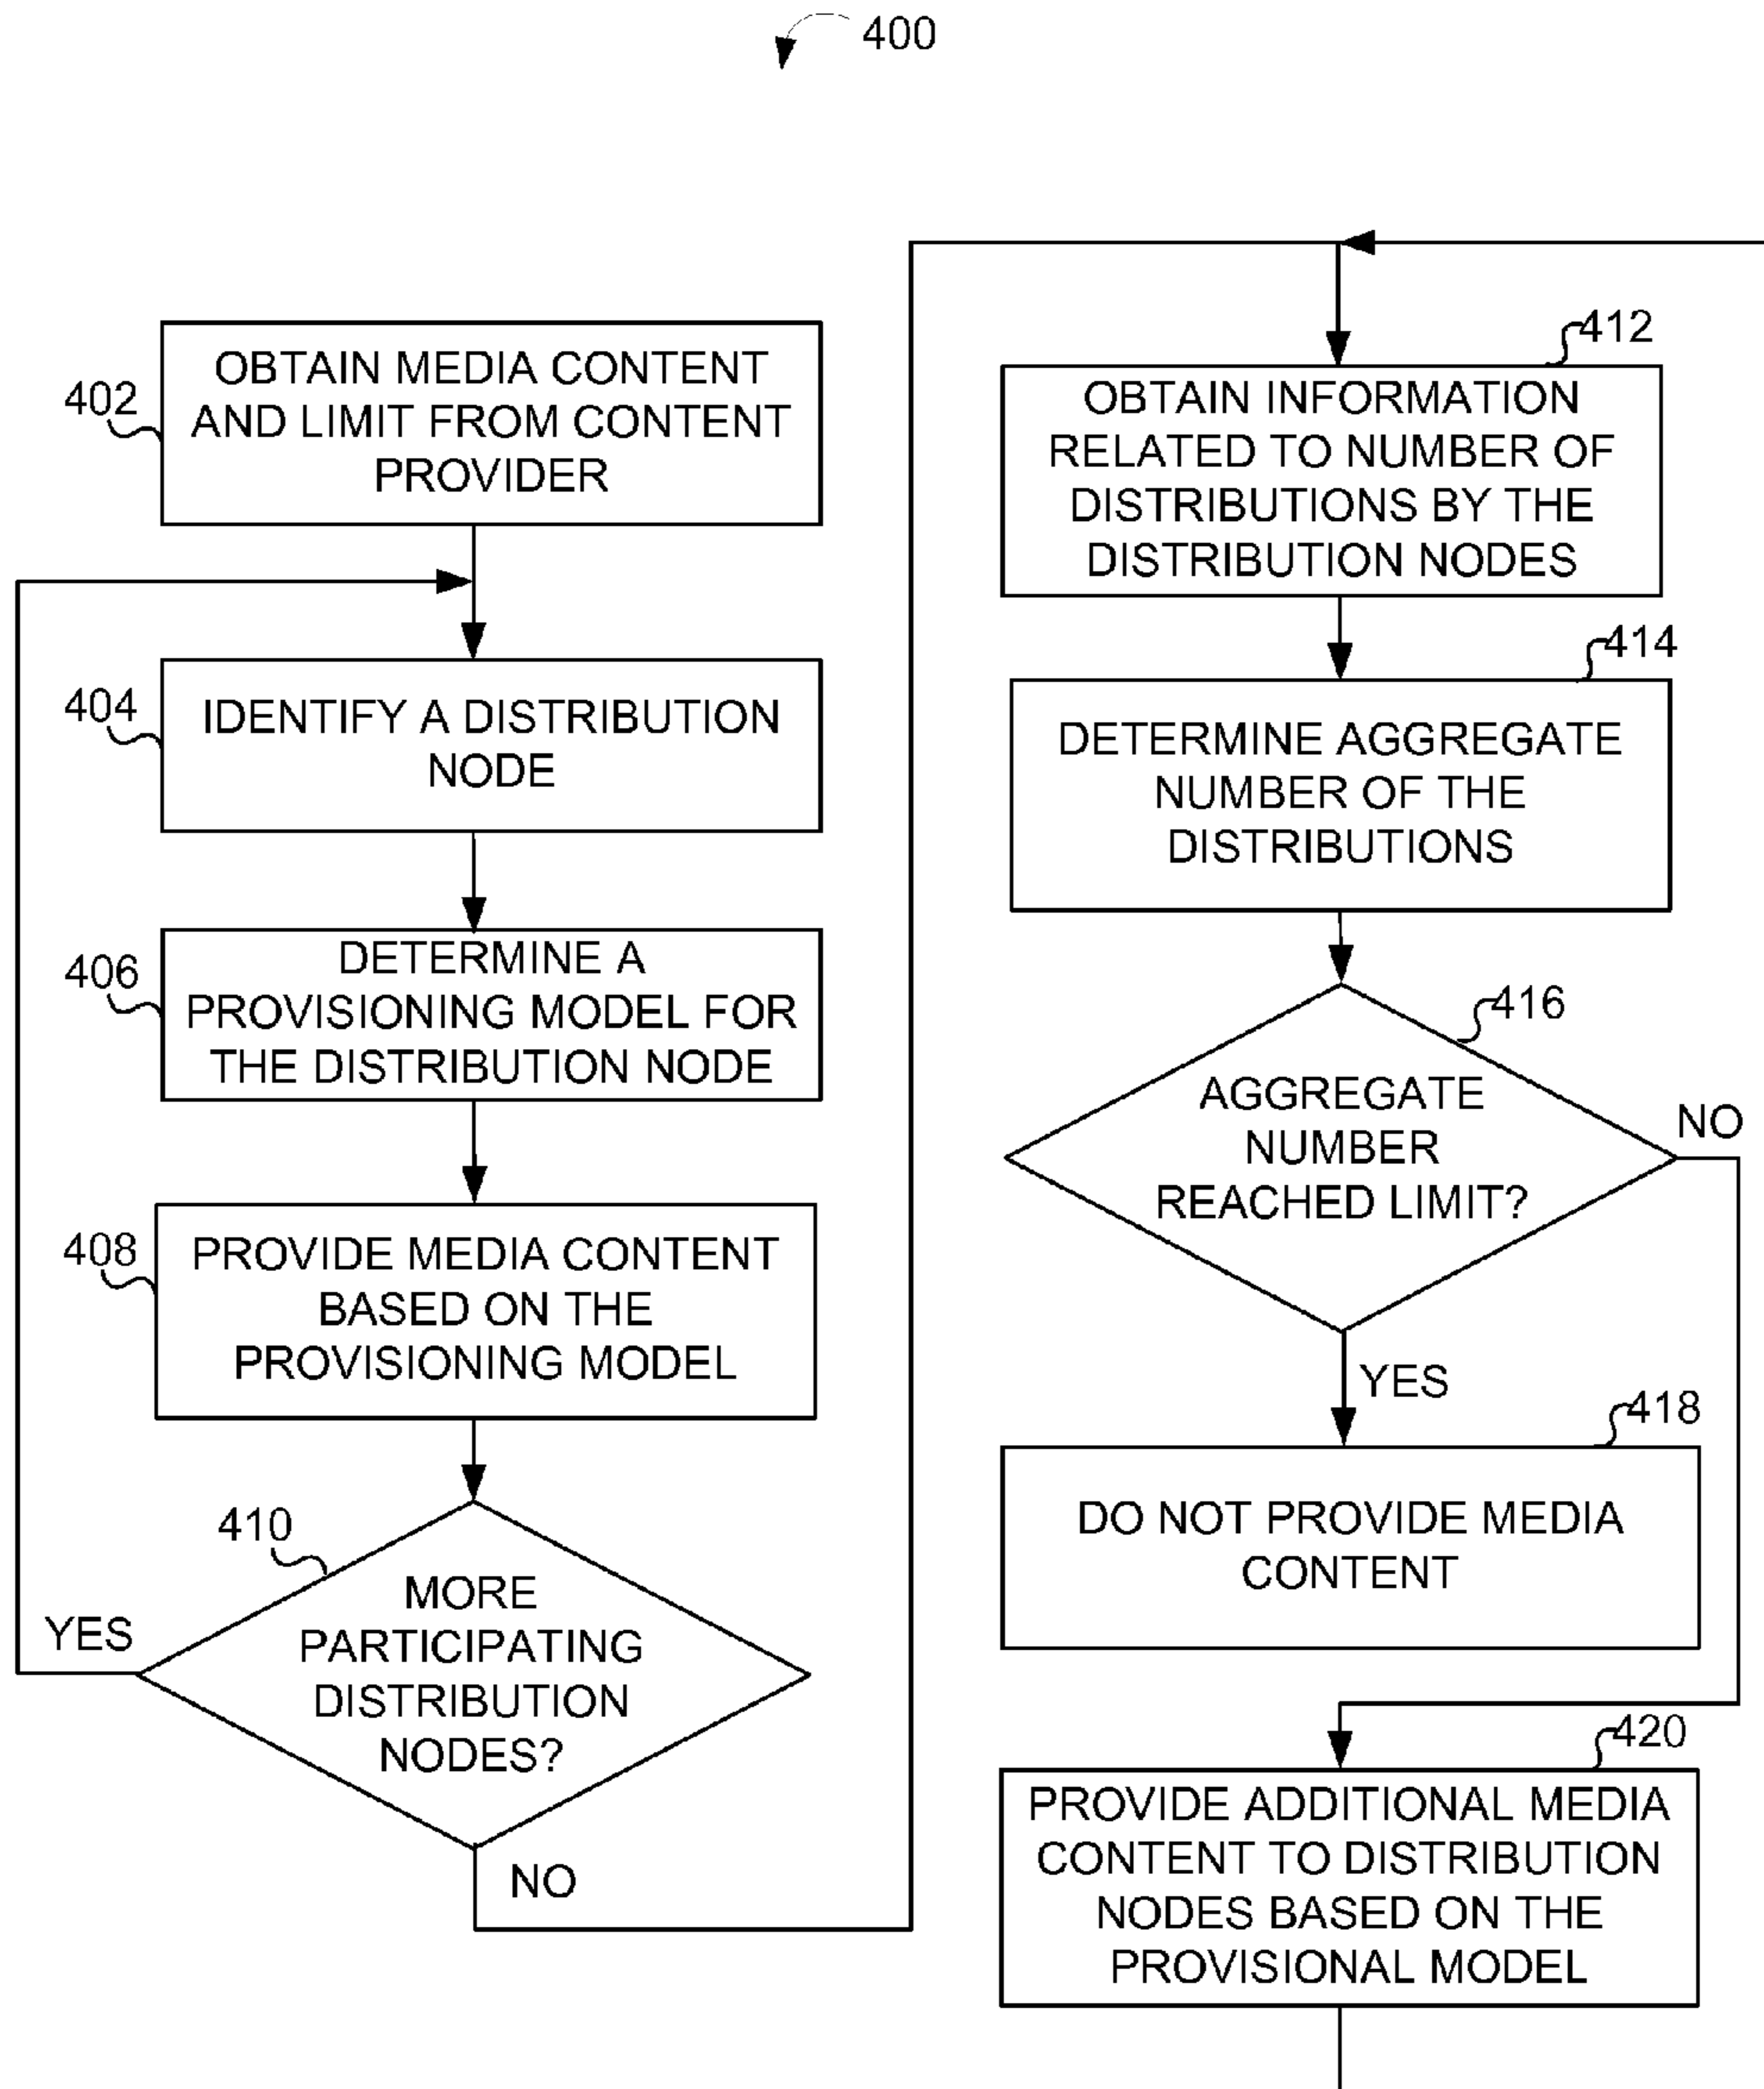 400
402
OBTAIN MEDIA CONTENT
AND LIMIT FROM CONTENT
PROVIDER
404
IDENTIFY A DISTRIBUTION
NODE
406
DETERMINE A
PROVISIONING MODEL FOR
THE DISTRIBUTION NODE
408
PROVIDE MEDIA CONTENT
BASED ON THE
PROVISIONING MODEL
410
MORE
PARTICIPATING
DISTRIBUTION
NODES?
YES
NO
412
OBTAIN INFORMATION
RELATED TO NUMBER OF
DISTRIBUTIONS BY THE
DISTRIBUTION NODES
414
DETERMINE AGGREGATE
NUMBER OF THE
DISTRIBUTIONS
416
AGGREGATE
NUMBER
REACHED LIMIT?
NO
YES
418
DO NOT PROVIDE MEDIA
CONTENT
420
PROVIDE ADDITIONAL MEDIA
CONTENT TO DISTRIBUTION
NODES BASED ON THE
PROVISIONAL MODEL